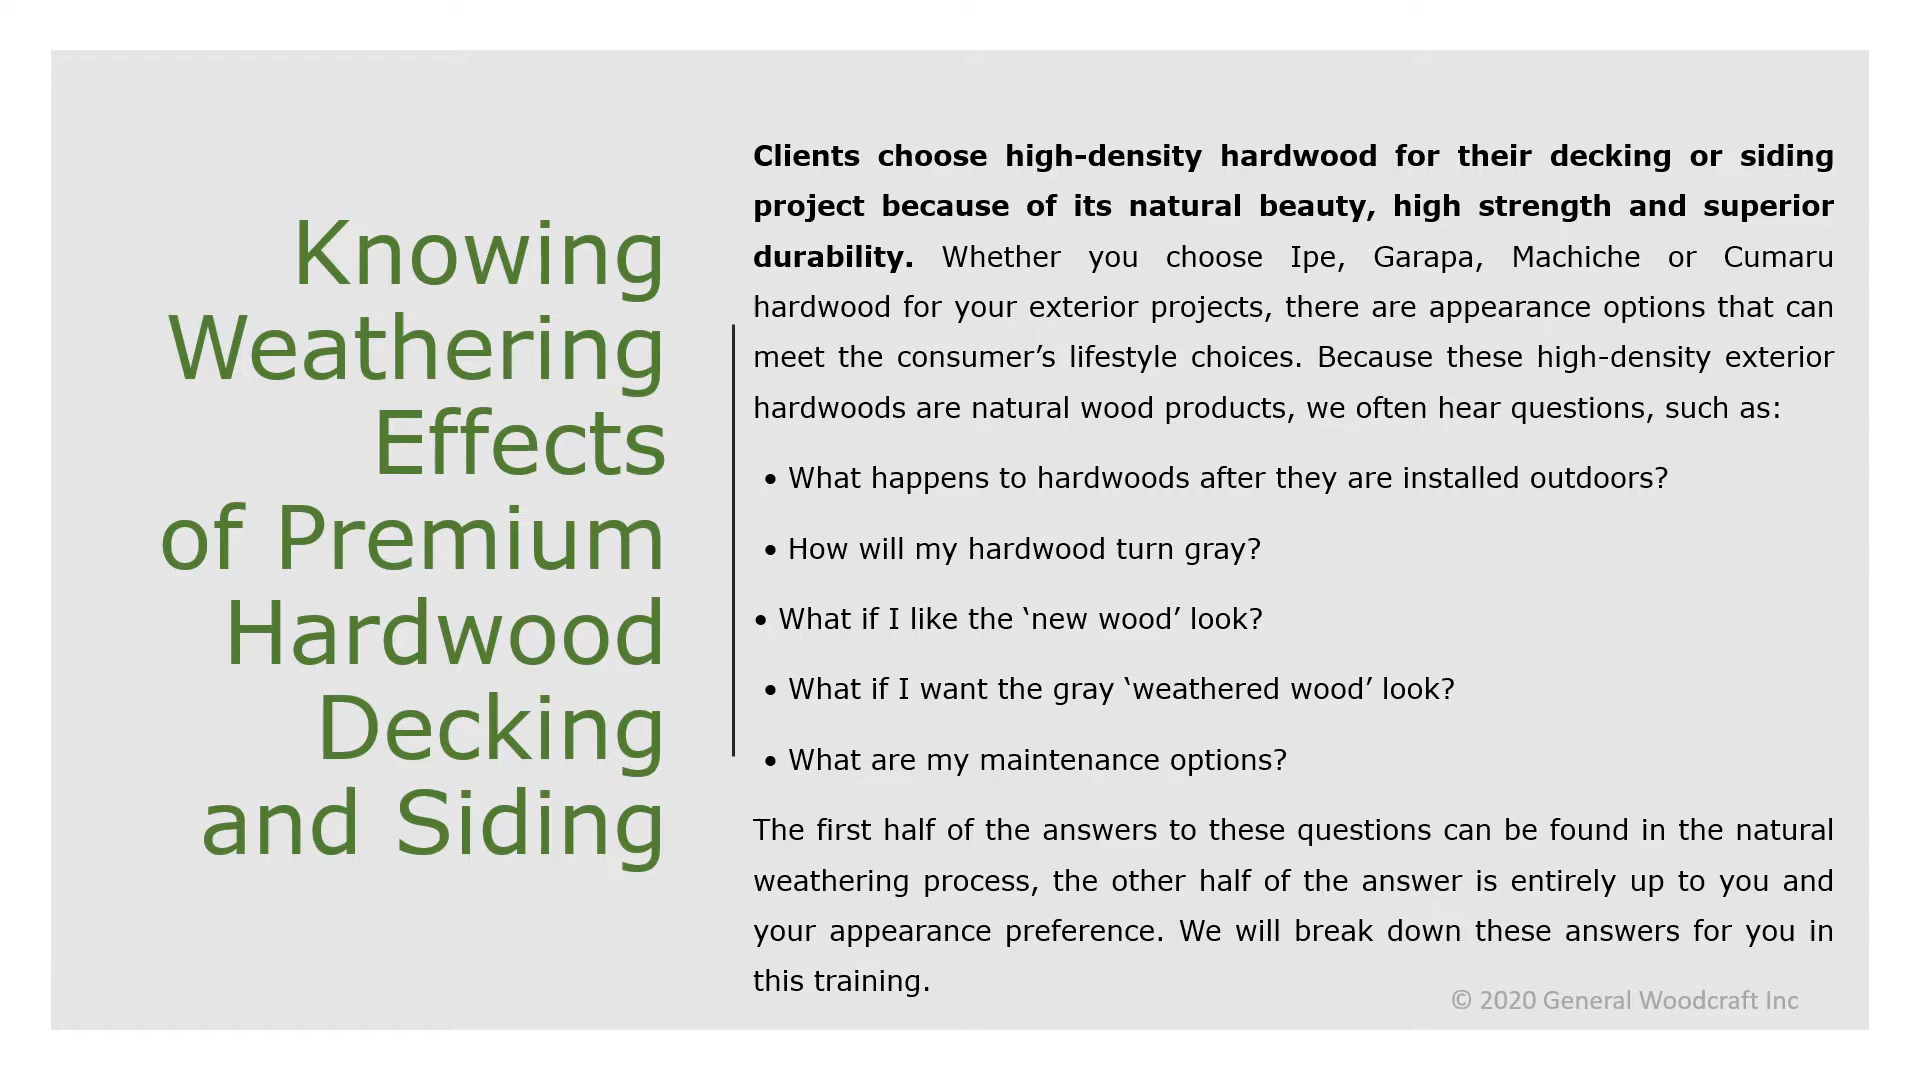 Knowing
Weathering
Effects
of Premium
Hardwood
Decking
and Siding
Clients choose high-density hardwood for their decking or siding
project because of its natural beauty, high strength and superior
durability. Whether you choose Ipe, Garapa, Machiche or Cumaru
hardwood for your exterior projects, there are appearance options that can
meet the consumer’s lifestyle choices. Because these high-density exterior
hardwoods are natural wood products, we often hear questions, such as:
• What happens to hardwoods after they are installed outdoors?
• How will my hardwood turn gray?
• What if I like the ‘new wood’ look?
• What if I want the gray ‘weathered wood’ look?
• What are my maintenance options?
The first half of the answers to these questions can be found in the natural
weathering process, the other half of the answer is entirely up to you and
your appearance preference. We will break down these answers for you in
this training.
© 2020 General Woodcraft Inc